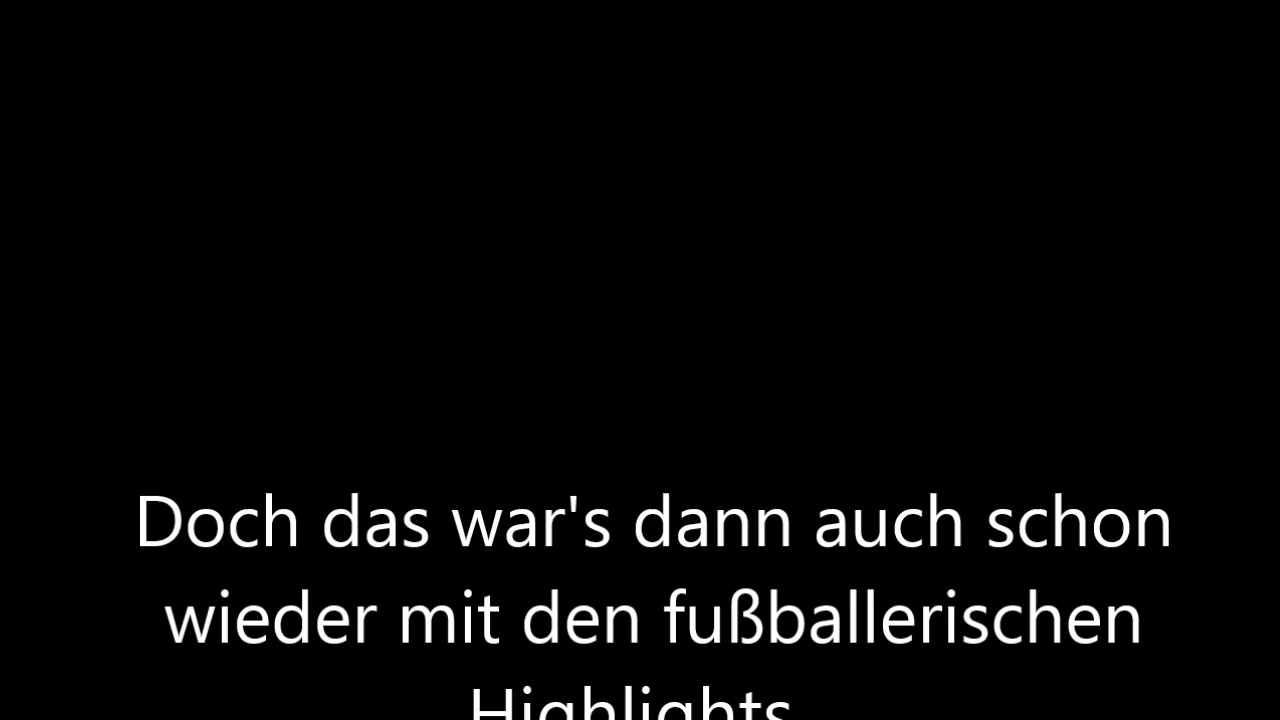 Doch das war's dann auch schon
wieder mit den fußballerischen
Highlights